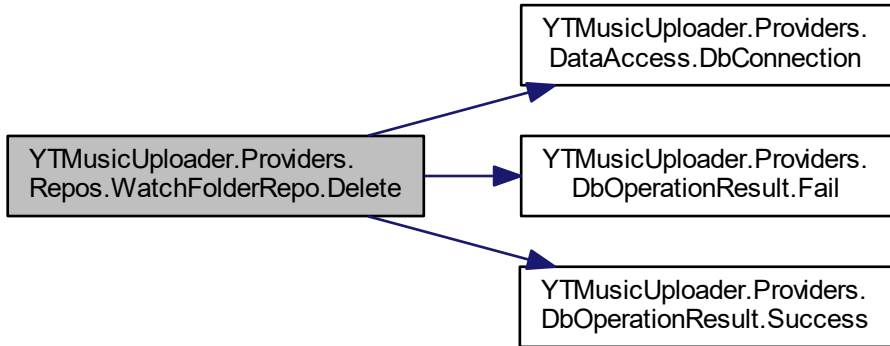 YTMusicUploader.Providers.
DataAccess.DbConnection
YTMusicUploader.Providers.
Repos.WatchFolderRepo.Delete
YTMusicUploader.Providers.
DbOperationResult.Fail
YTMusicUploader.Providers.
DbOperationResult.Success